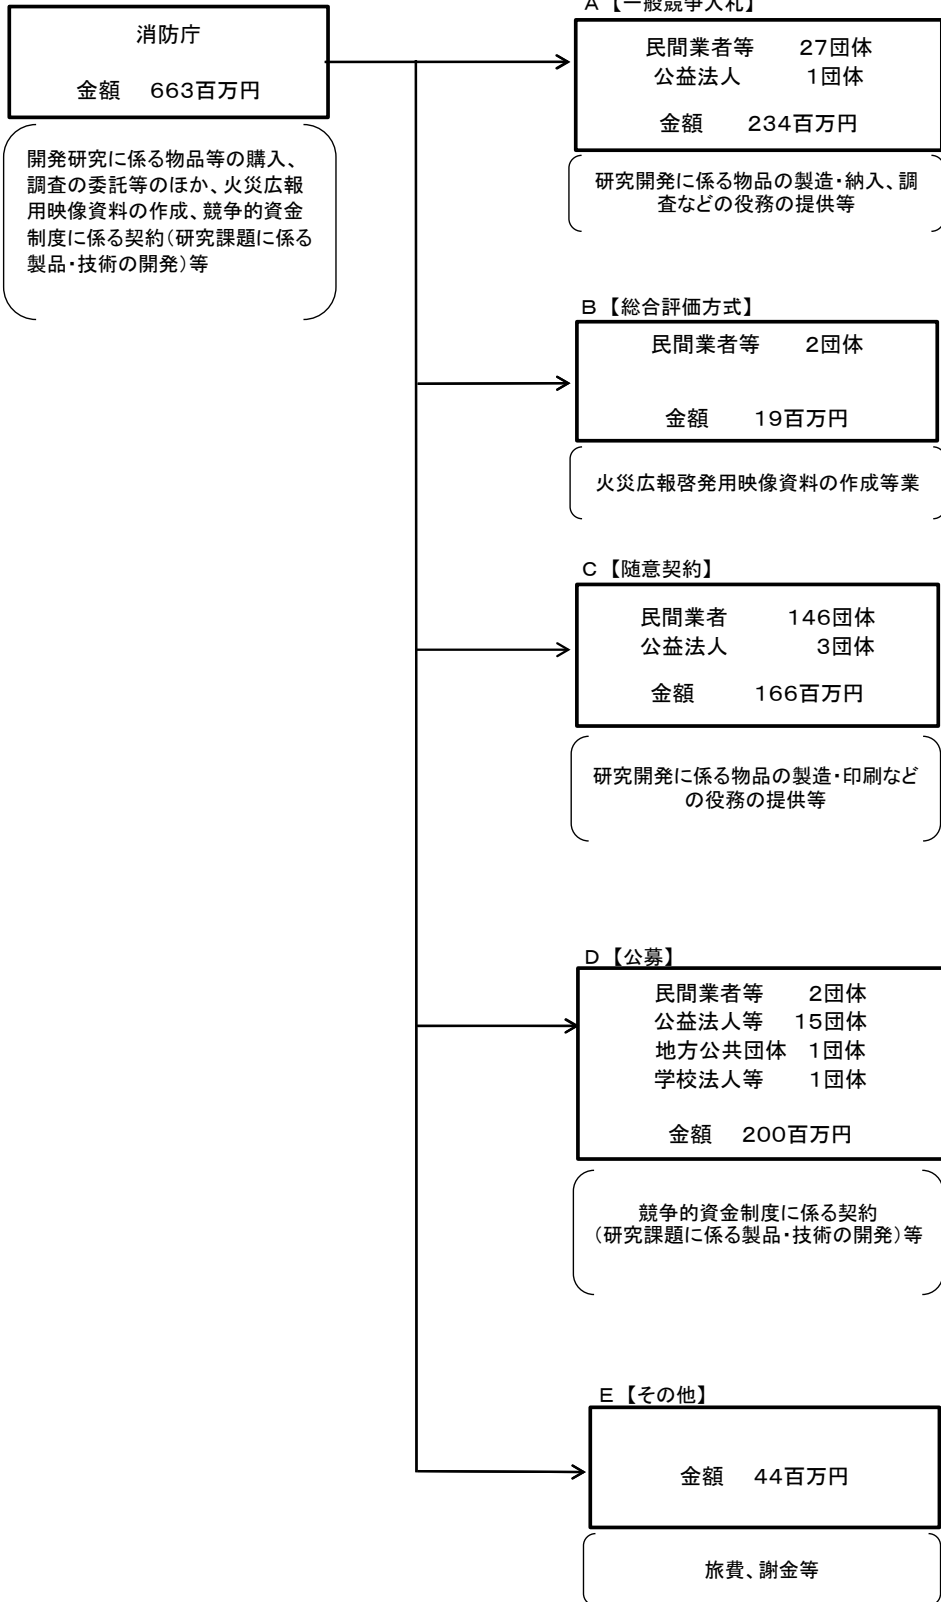 消防庁
金額　663百万円
開発研究に係る物品等の購入、
調査の委託等のほか、火災広報
用映像資料の作成、競争的資金
制度に係る契約（研究課題に係る
製品・技術の開発）等
A 【一般競争入札】
民間業者等　　27団体
公益法人　　　1団体
金額　　234百万円
研究開発に係る物品の製造・納入、調
査などの役務の提供等
B 【総合評価方式】
民間業者等　　2団体
金額　　19百万円
火災広報啓発用映像資料の作成等業
C 【随意契約】
民間業者　　　146団体
公益法人　　　　3団体
金額　　　166百万円
研究開発に係る物品の製造・印刷など
の役務の提供等
D 【公募】
民間業者等　　2団体
公益法人等　15団体
地方公共団体　1団体
学校法人等　　1団体
金額　200百万円
競争的資金制度に係る契約
（研究課題に係る製品・技術の開発）等
E 【その他】
金額　44百万円
旅費、謝金等